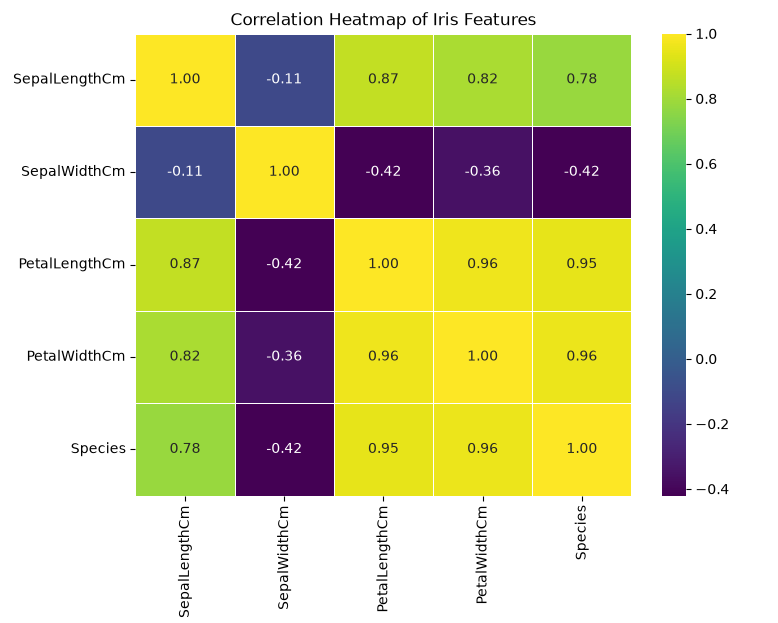 Correlation Heatmap of Iris Features
SepalLengthCm 1.00 -0.11 0.87 0.82 0.78
SepalWidthCm -0.11 1.00 -0.42 -0.36 -0.42
PetalLengthCm 0.87 -0.42 1.00 0.96 0.95
PetalWidthCm 0.82 -0.36 0.96 1.00 0.96
Species 0.78 -0.42 0.95 0.96 1.00
SepalLengthCm
SepalWidthCm
PetalLengthCm
PetalWidthCm
Species
1.0
0.8
0.6
0.4
0.2
0.0
−0.2
−0.4